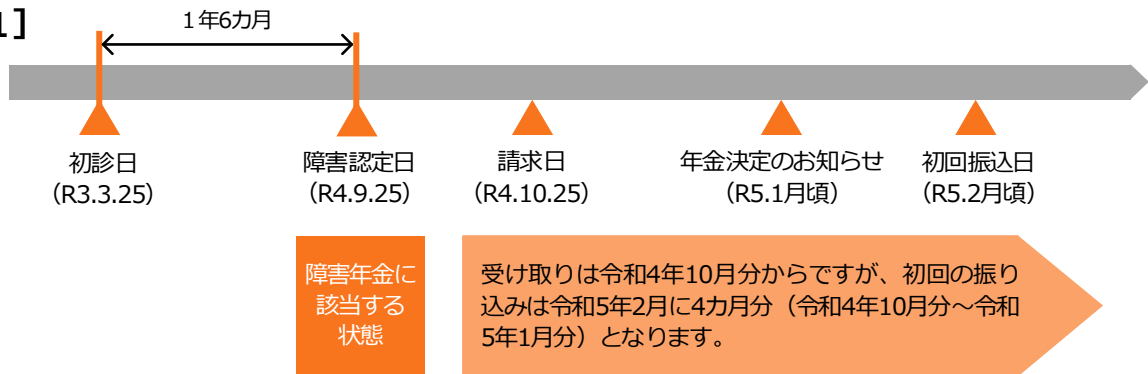 1]
1年6カ月
初診日
(R3.3.25)
障害認定日
(R4.9.25)
請求日
(R4.10.25)
年金決定のお知らせ
(R5.1月頃)
初回振込日
(R5.2月頃)
障害年金に
該当する
状態
受け取りは令和4年10月分からですが、初回の振り
込みは令和5年2月に4カ月分（令和4年10月分～令和
5年1月分）となります。